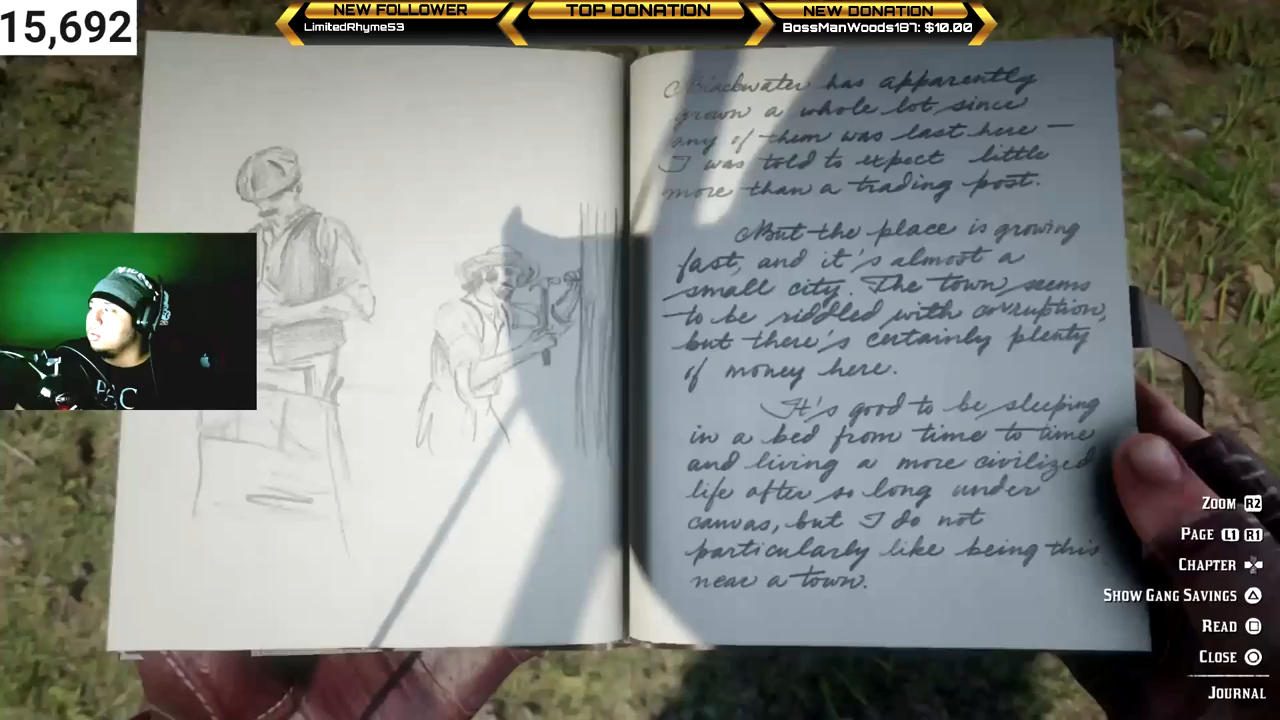 15,692
NEW FOLLOWER
LimitedRhyme53
TOP DONATION
NEW DONATION
BossManWoods187: $10.00
Blackwater has apparently
grown a whole lot since
any of them was last here —
I was told to expect little
more than a trading post.
But the place is growing
fast, and it's almost a
small city. The town seems
to be riddled with corruption,
but there's certainly plenty
of money here.
It's good to be sleeping
in a bed from time to time
and living a more civilized
life after so long under
canvas, but I do not
particularly like being this
near a town.
ZOOM R2
PAGE L1 R1
CHAPTER
SHOW GANG SAVINGS
READ
CLOSE
JOURNAL